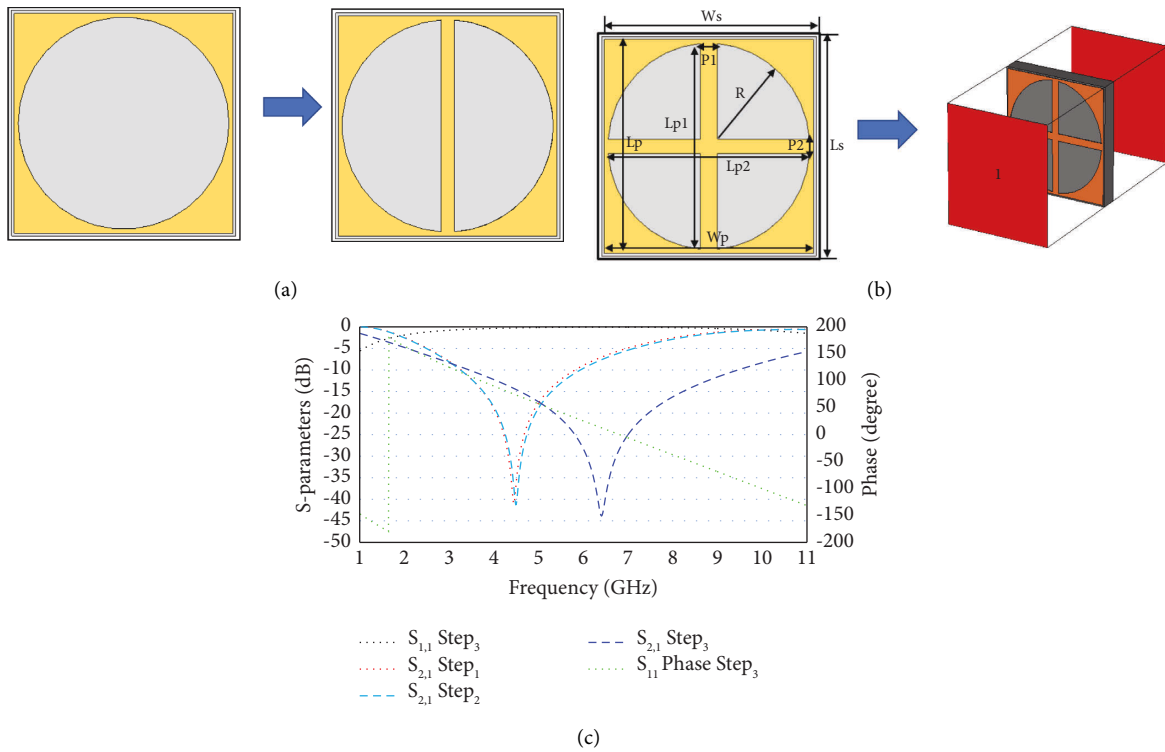 Ws
P1
R
Lp1
Lp
P2
Ls
Lp2
Wp
1
(a)
(b)
S-parameters (dB)
0
-5
-10
-15
-20
-25
-30
-35
-40
-45
-50
200
150
100
50
0
-50
-100
-150
-200
Phase (degree)
1 2 3 4 5 6 7 8 9 10 11
Frequency (GHz)
S1,1 Step3
S2,1 Step1
S2,1 Step2
S2,1 Step3
S11 Phase Step3
(c)